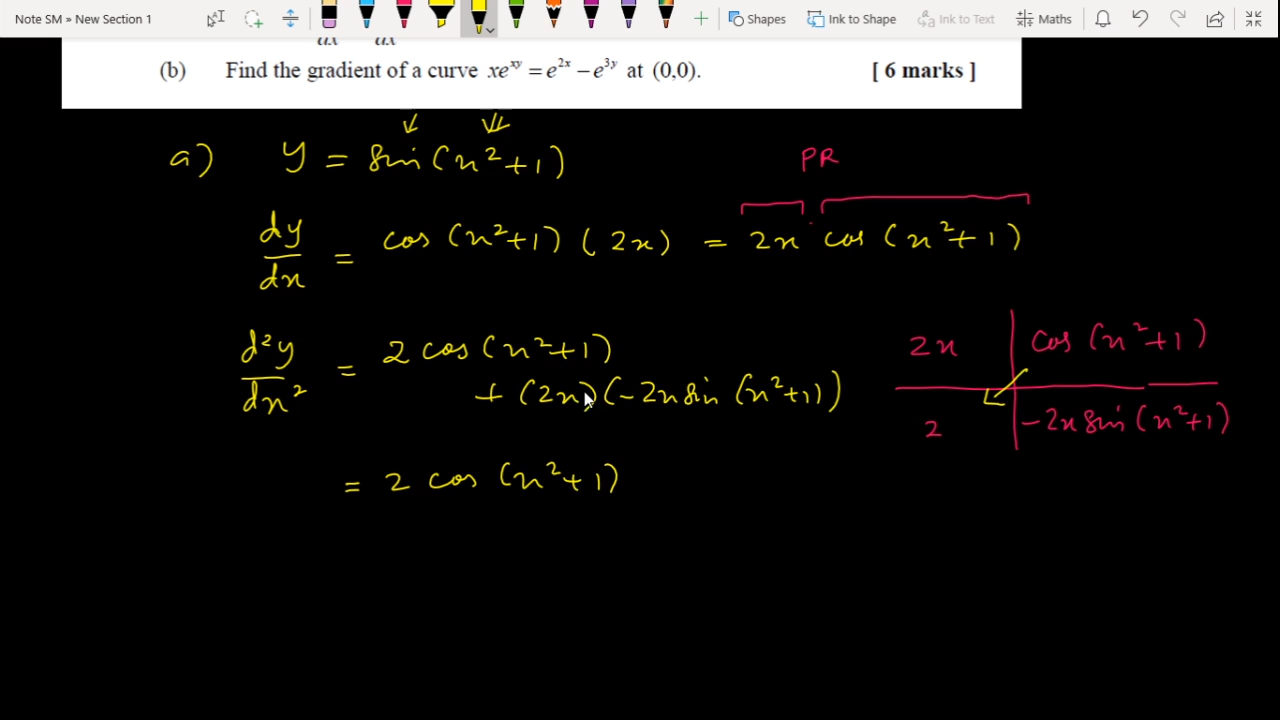 Note SM » New Section 1
Shapes
Ink to Shape
Ink to Text
Maths
dx dx
(b) Find the gradient of a curve xe^{xy} = e^{2x} − e^{3y} at (0,0). [ 6 marks ]
a) y = sin(x²+1)
PR
dy/dx = cos(x²+1)(2x) = 2x cos(x²+1)
d²y/dx² = 2 cos(x²+1)
+ (2x)(-2x sin(x²+1))
2x | cos(x²+1)
2 | -2x sin(x²+1)
= 2 cos(x²+1)